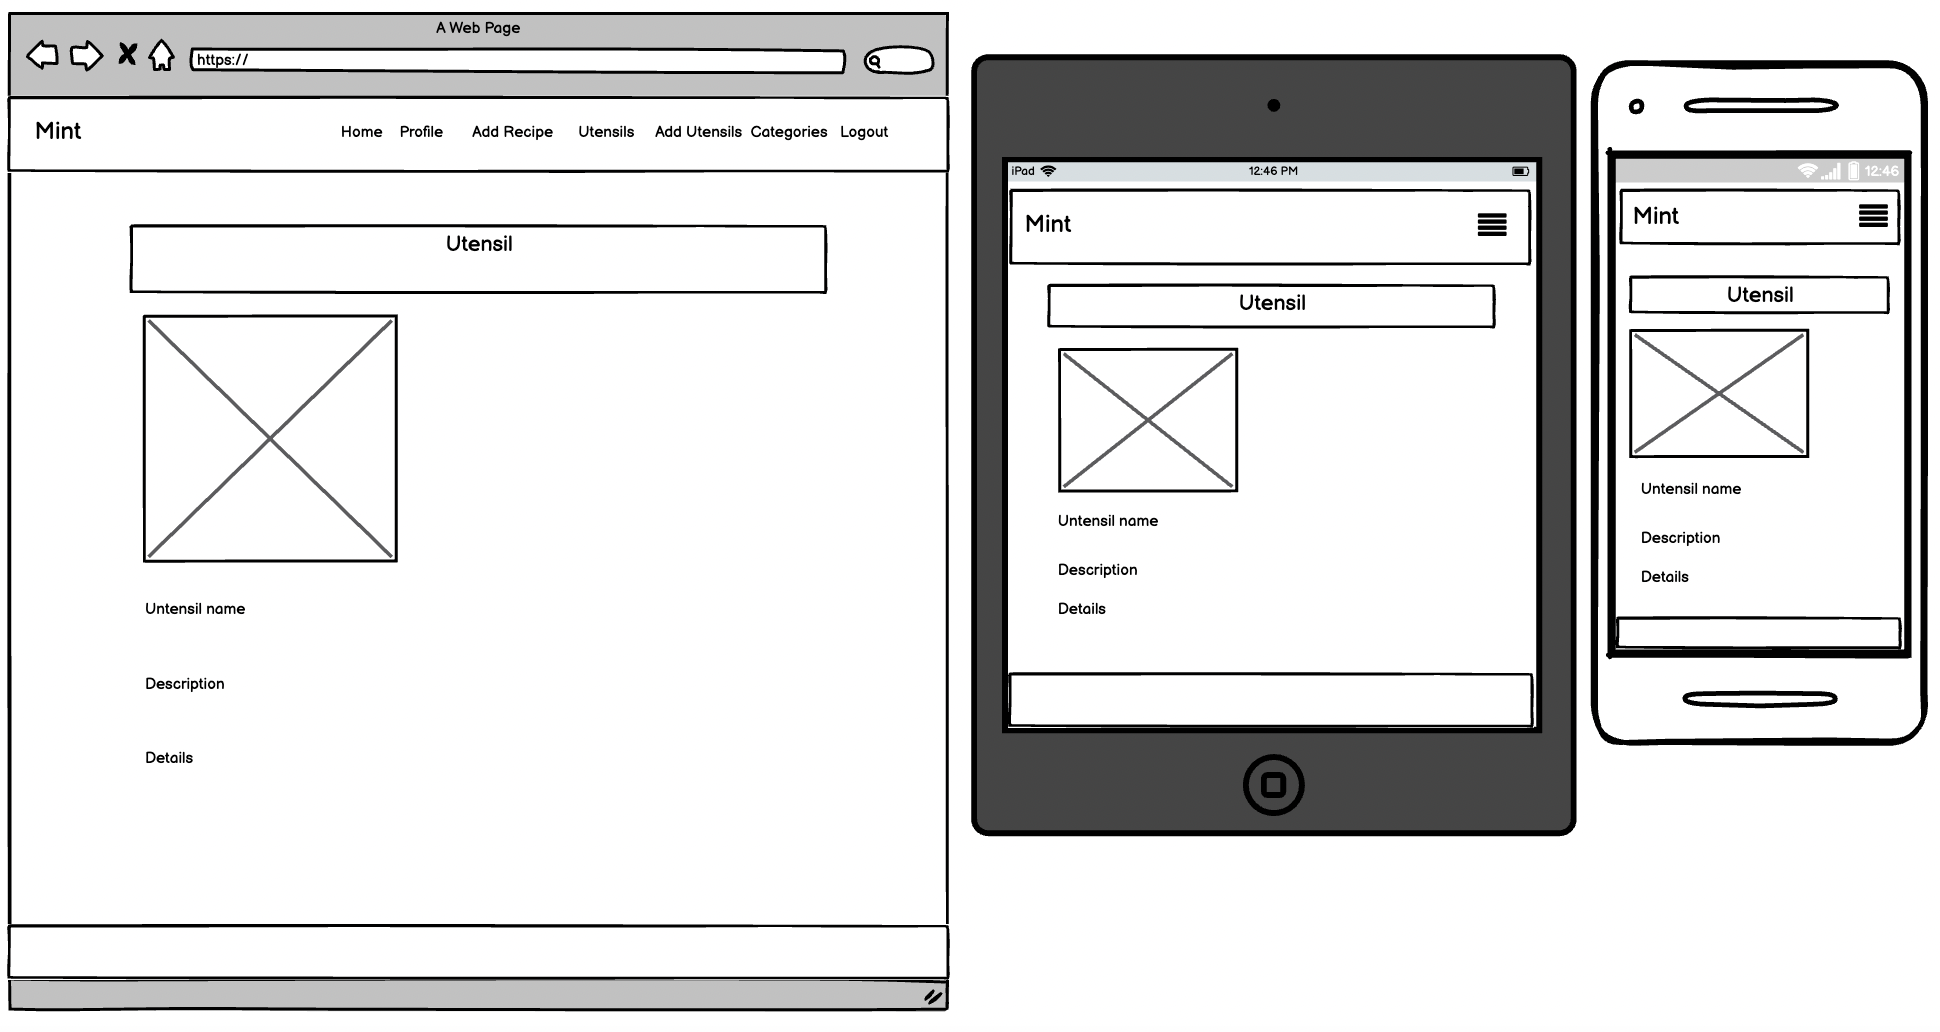 A Web Page
https://
Mint
Home Profile Add Recipe Utensils Add Utensils Categories Logout
Utensil
Untensil name
Description
Details
iPad 12:46 PM
Mint
Utensil
Untensil name
Description
Details
12:46
Mint
Utensil
Untensil name
Description
Details